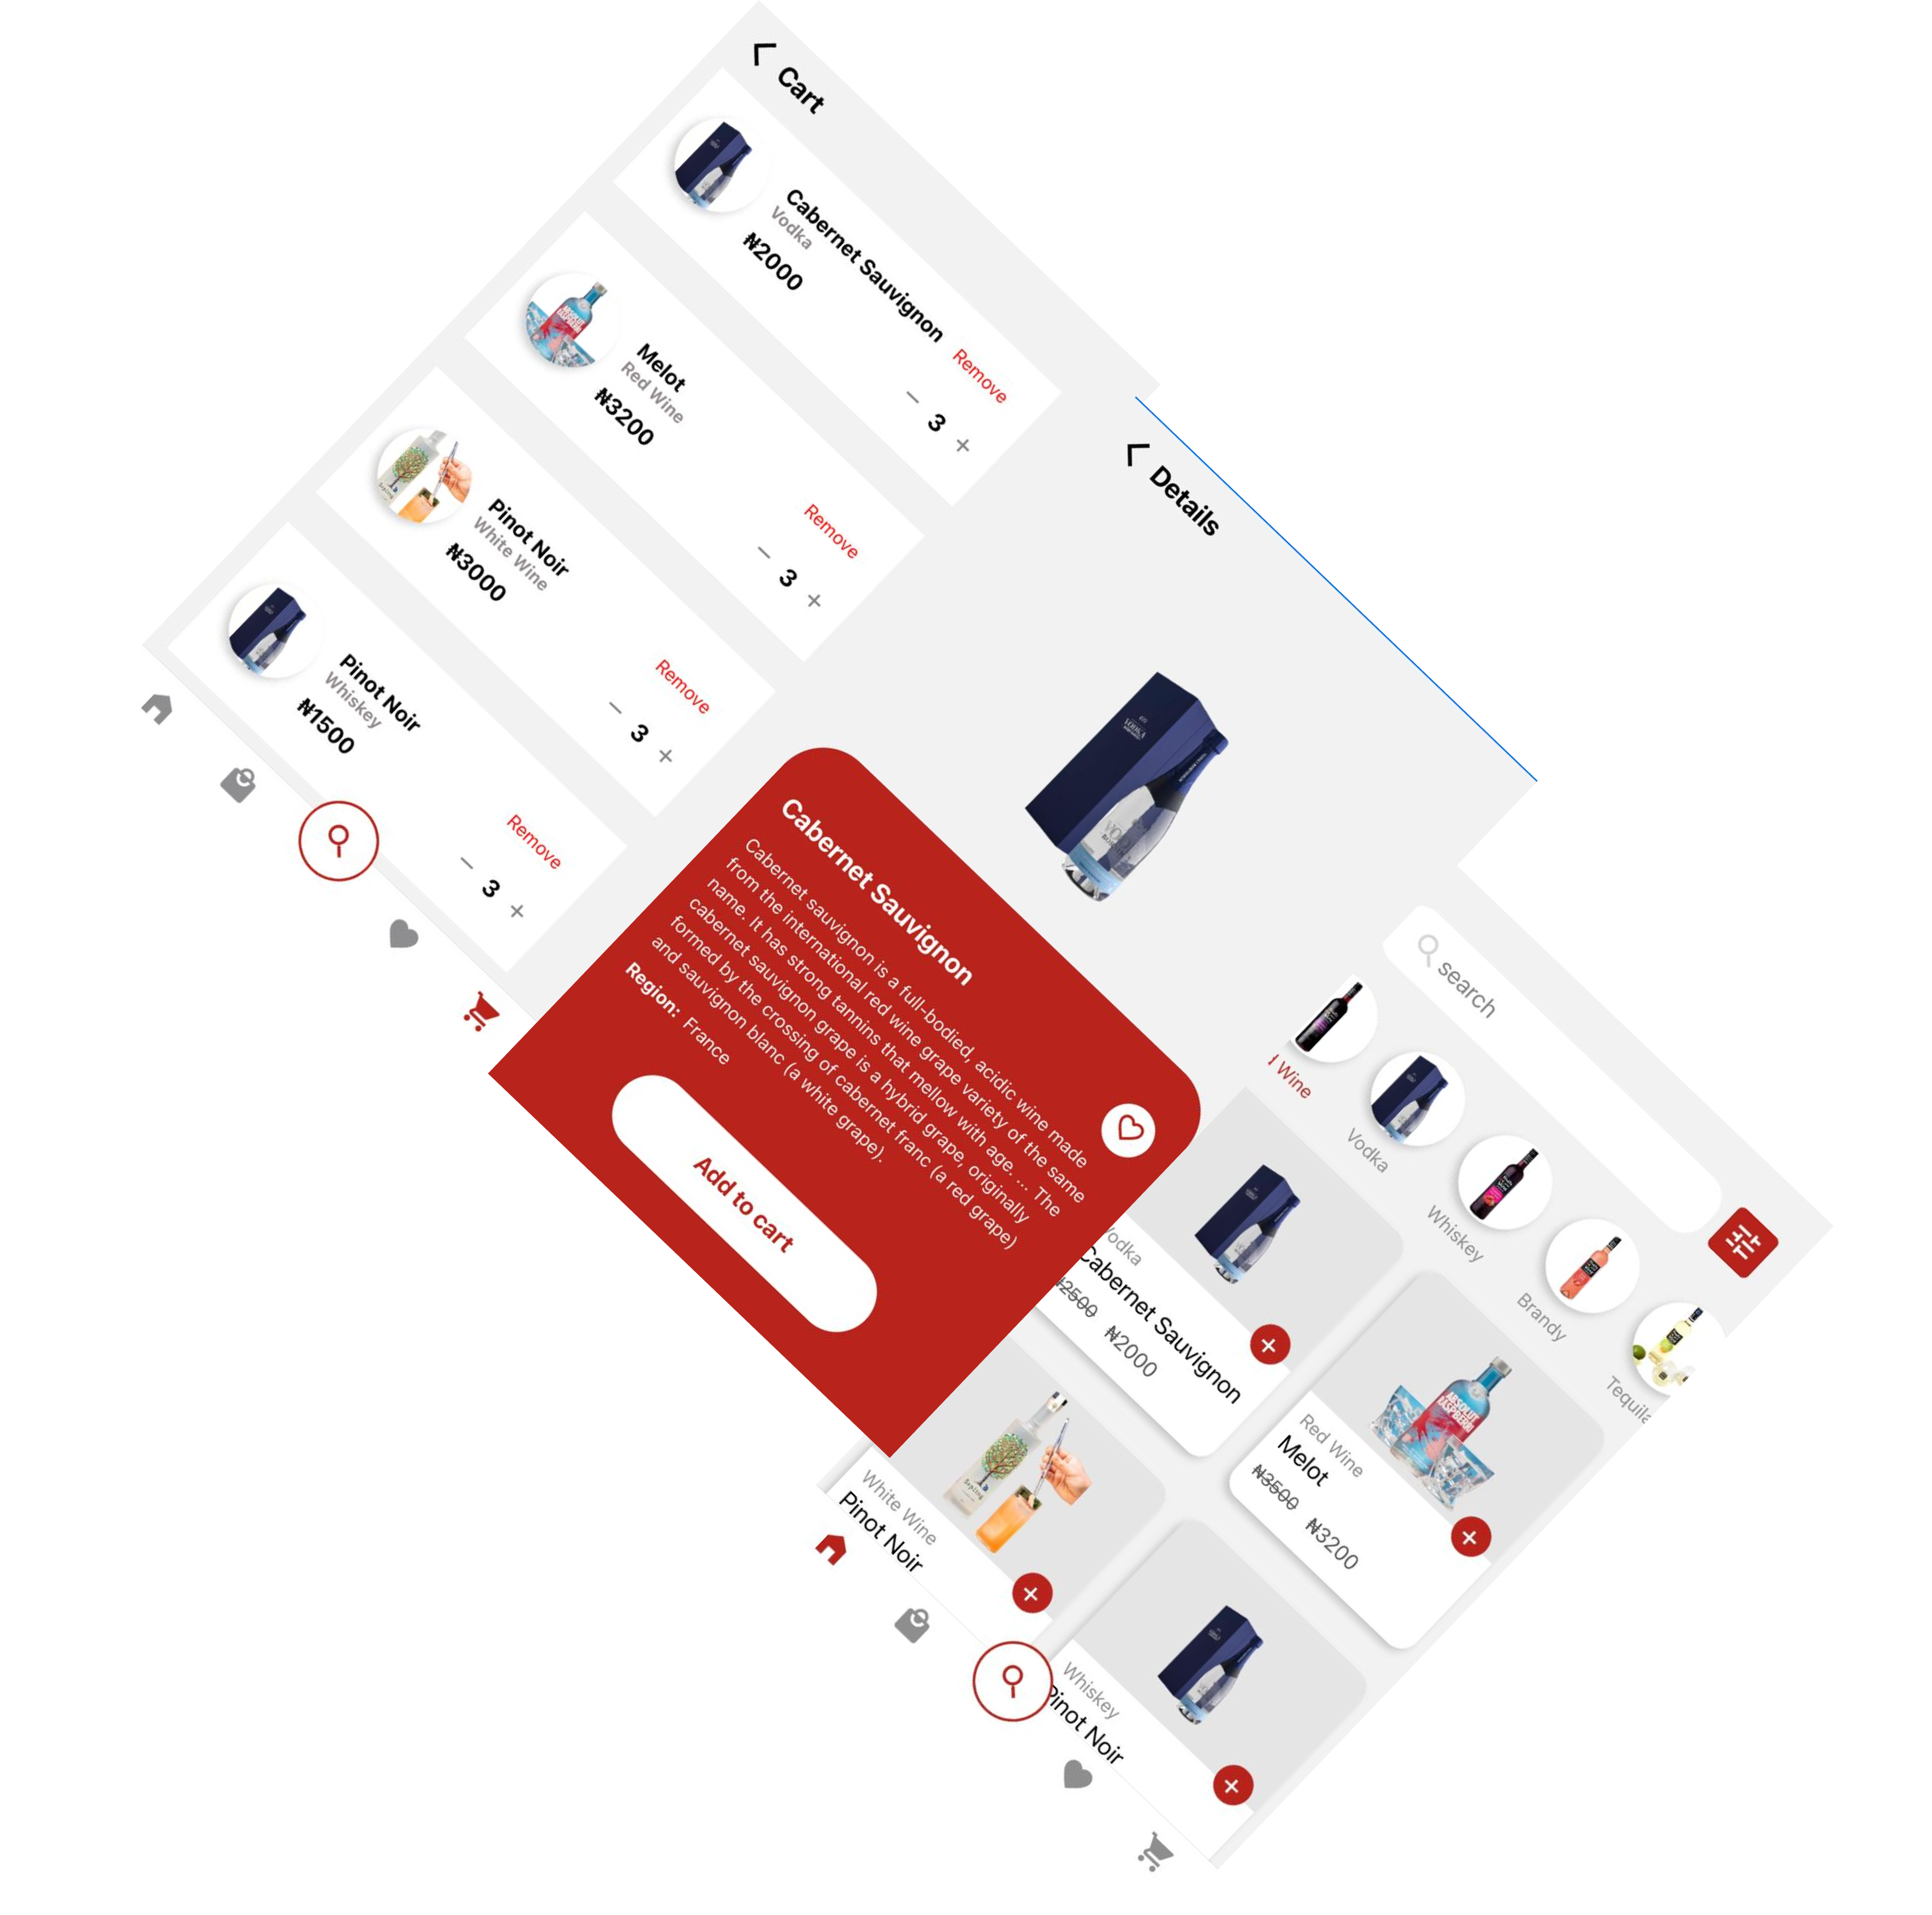 Cart
Cabernet Sauvignon
Vodka
₦2000
Remove
3
Melot
Red Wine
₦3200
Remove
3
Pinot Noir
White Wine
₦3000
Remove
3
Pinot Noir
Whiskey
₦1500
Remove
3
Details
Cabernet Sauvignon
Cabernet sauvignon is a full-bodied, acidic wine made
from the international red wine grape variety of the same
name. It has strong tannins that mellow with age. ... The
cabernet sauvignon grape is a hybrid grape, originally
formed by the crossing of cabernet franc (a red grape)
and sauvignon blanc (a white grape).
Region: France
Add to cart
search
Wine
Vodka
Whiskey
Brandy
Tequila
Vodka
Cabernet Sauvignon
₦2500 ₦2000
Red Wine
Melot
₦3500 ₦3200
ABSOLUT
RASPBERRI
White Wine
Pinot Noir
Whiskey
Pinot Noir